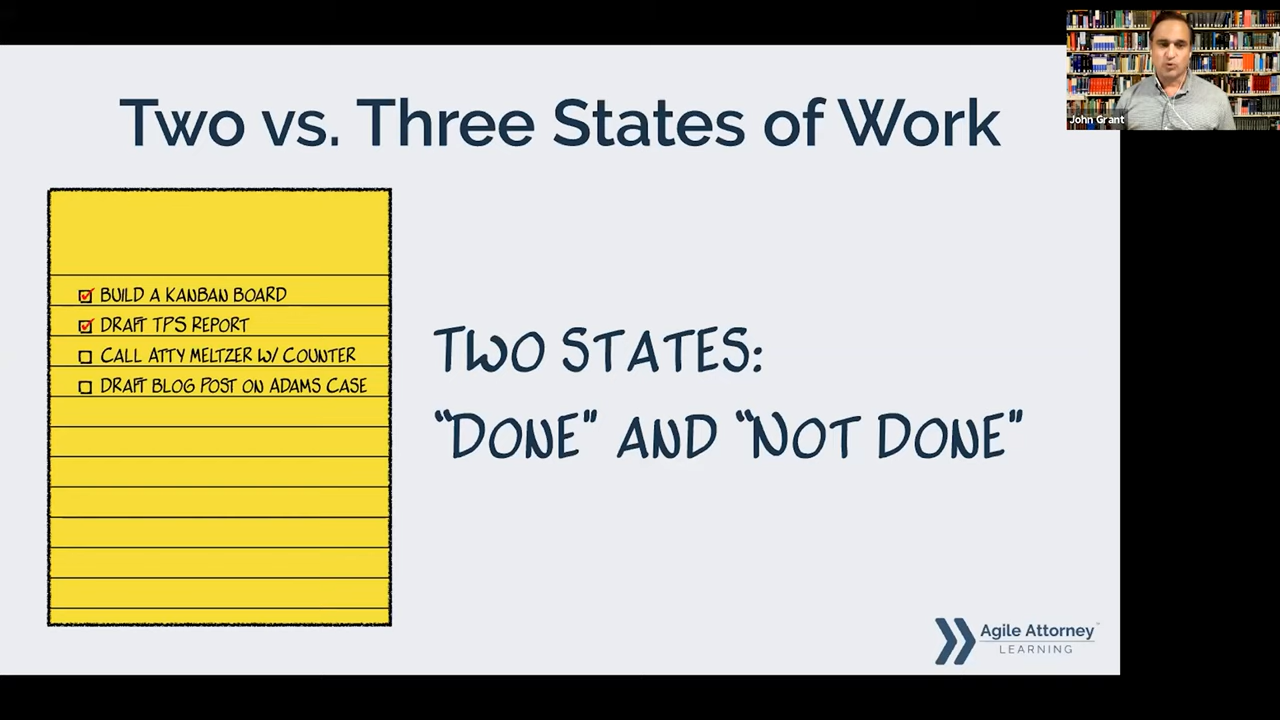 Two vs. Three States of Work
John Grant
BUILD A KANBAN BOARD
DRAFT TPS REPORT
CALL ATTY MELTZER W/ COUNTER
DRAFT BLOG POST ON ADAMS CASE
TWO STATES:
“DONE” AND “NOT DONE”
Agile Attorney™
LEARNING